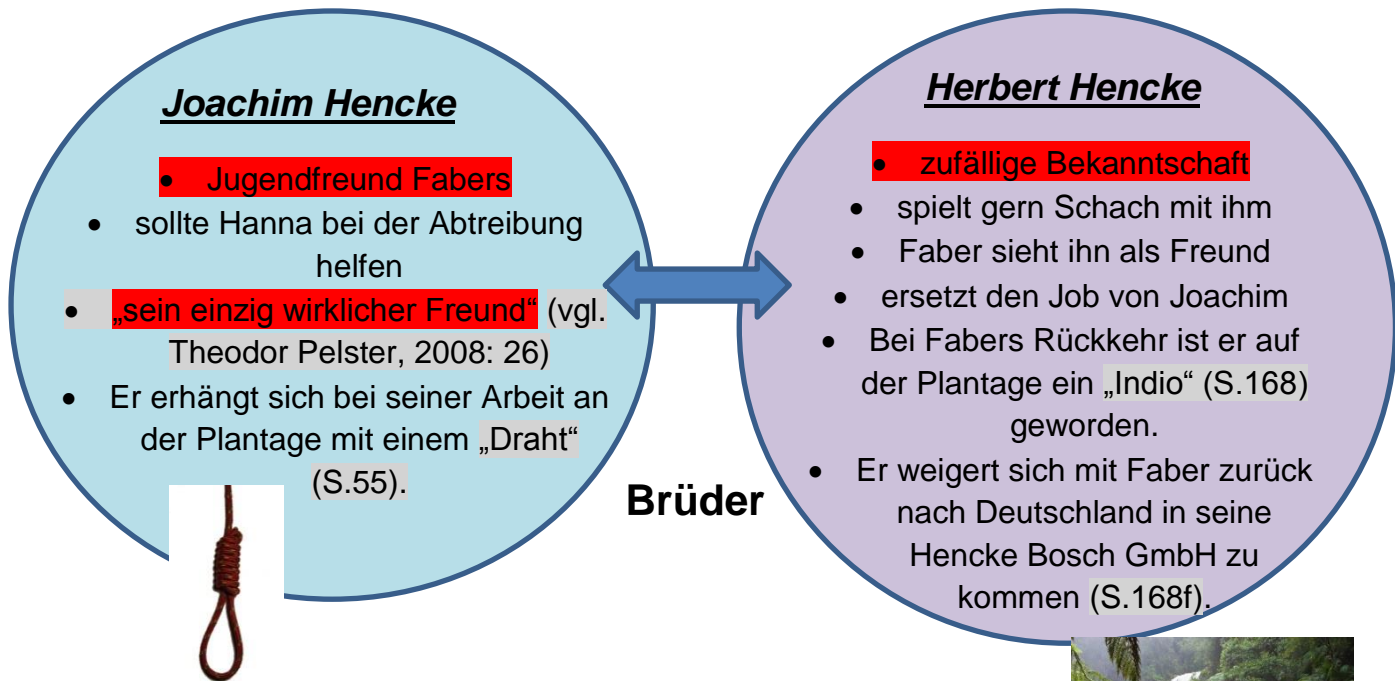 Joachim Hencke
• Jugendfreund Fabers
• sollte Hanna bei der Abtreibung
helfen
• „sein einzig wirklicher Freund“ (vgl.
Theodor Pelster, 2008: 26)
• Er erhängt sich bei seiner Arbeit an
der Plantage mit einem „Draht“
(S.55).
Brüder
Herbert Hencke
• zufällige Bekanntschaft
• spielt gern Schach mit ihm
• Faber sieht ihn als Freund
• ersetzt den Job von Joachim
• Bei Fabers Rückkehr ist er auf
der Plantage ein „Indio“ (S.168)
geworden.
• Er weigert sich mit Faber zurück
nach Deutschland in seine
Hencke Bosch GmbH zu
kommen (S.168f).